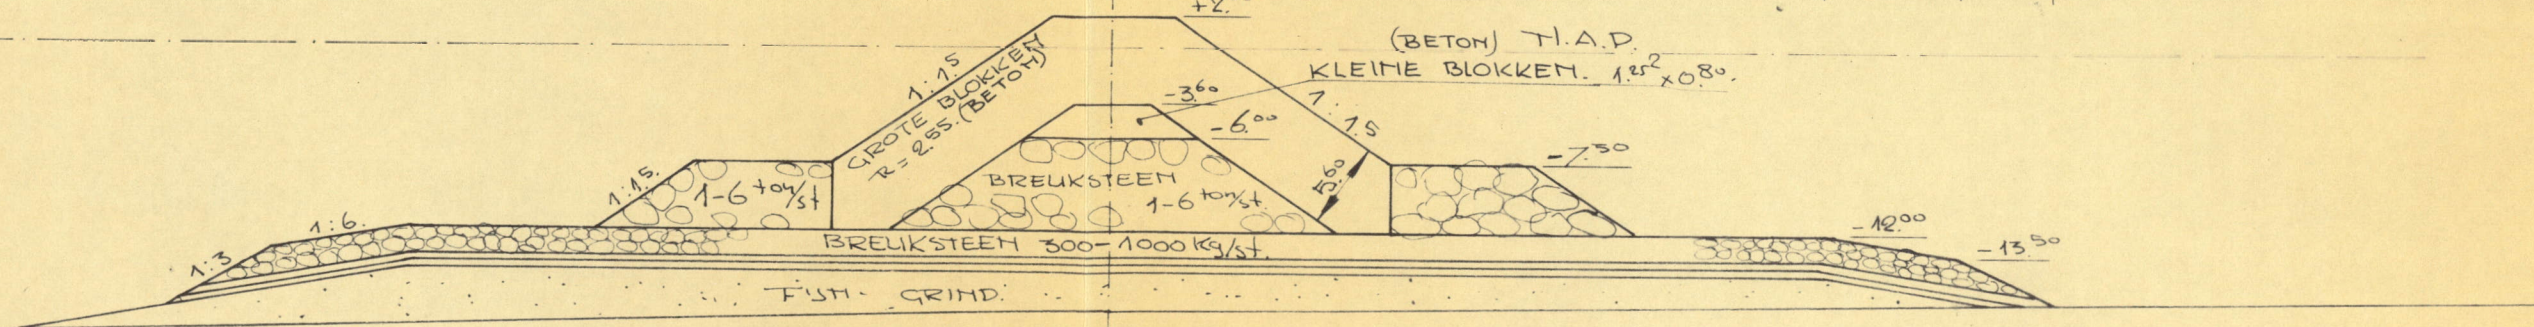 +2.
(BETON) N.A.P.
KLEINE BLOKKEN. 1.25² x 0.80.
1:1.5
GROTE BLOKKEN
R = 2.55. (BETON)
-3.60
-6.00
1:1.5
-7.50
5.60
1:1.5.
1-6 ton/st
BREUKSTEEN
1-6 ton/st.
1:6.
1:3
BREUKSTEEN 300-1000 Kg/st.
-12.00
-13.50
FIJN- GRIND.